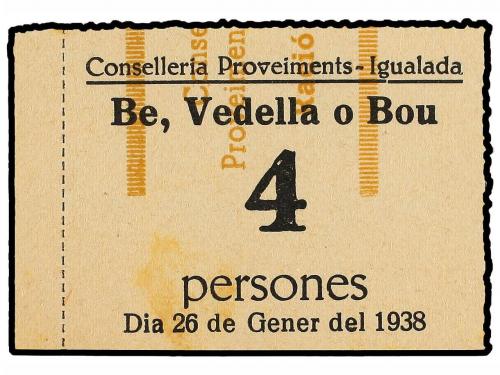 Conselleria Proveiments-Igualada
Be, Vedella o Bou
4
persones
Dia 26 de Gener del 1938